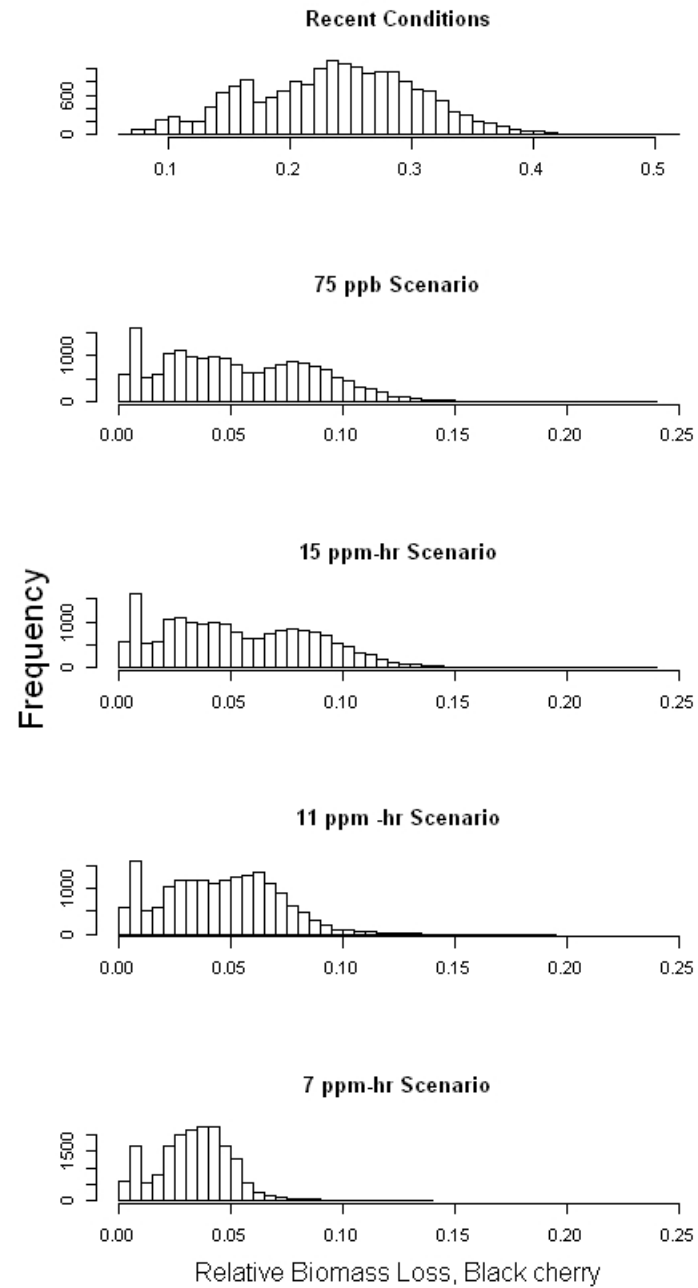 Recent Conditions
600
0
0.1 0.2 0.3 0.4 0.5
75 ppb Scenario
1000
0
0.00 0.05 0.10 0.15 0.20 0.25
15 ppm-hr Scenario
1000
0
0.00 0.05 0.10 0.15 0.20 0.25
Frequency
11 ppm -hr Scenario
1000
0
0.00 0.05 0.10 0.15 0.20 0.25
7 ppm-hr Scenario
1500
0
0.00 0.05 0.10 0.15 0.20 0.25
Relative Biomass Loss, Black cherry